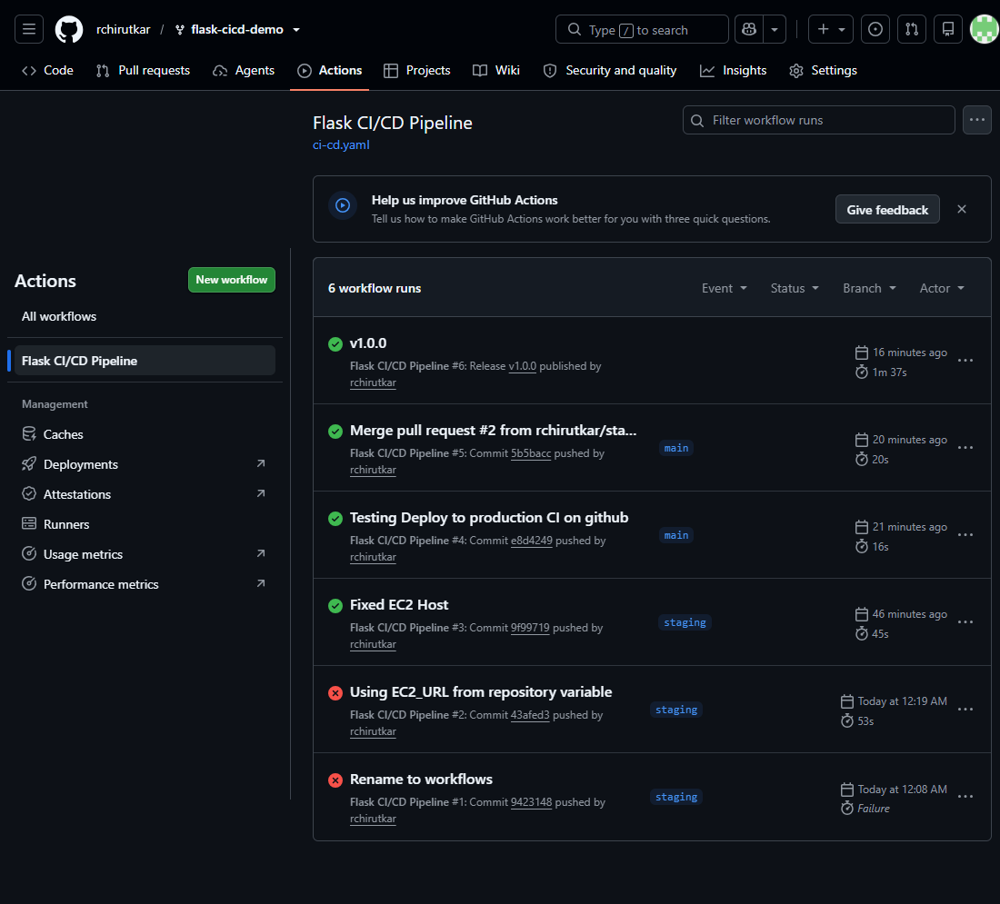 rchirutkar / flask-cicd-demo
Type / to search
Code
Pull requests
Agents
Actions
Projects
Wiki
Security and quality
Insights
Settings
Actions
New workflow
All workflows
Flask CI/CD Pipeline
Management
Caches
Deployments
Attestations
Runners
Usage metrics
Performance metrics
Flask CI/CD Pipeline
ci-cd.yaml
Filter workflow runs
Help us improve GitHub Actions
Tell us how to make GitHub Actions work better for you with three quick questions.
Give feedback
6 workflow runs
Event
Status
Branch
Actor
v1.0.0
Flask CI/CD Pipeline #6: Release v1.0.0 published by
rchirutkar
16 minutes ago
1m 37s
Merge pull request #2 from rchirutkar/sta...
Flask CI/CD Pipeline #5: Commit 5b5bacc pushed by
rchirutkar
main
20 minutes ago
20s
Testing Deploy to production CI on github
Flask CI/CD Pipeline #4: Commit e8d4249 pushed by
rchirutkar
main
21 minutes ago
16s
Fixed EC2 Host
Flask CI/CD Pipeline #3: Commit 9f99719 pushed by
rchirutkar
staging
46 minutes ago
45s
Using EC2_URL from repository variable
Flask CI/CD Pipeline #2: Commit 43afed3 pushed by
rchirutkar
staging
Today at 12:19 AM
53s
Rename to workflows
Flask CI/CD Pipeline #1: Commit 9423148 pushed by
rchirutkar
staging
Today at 12:08 AM
Failure